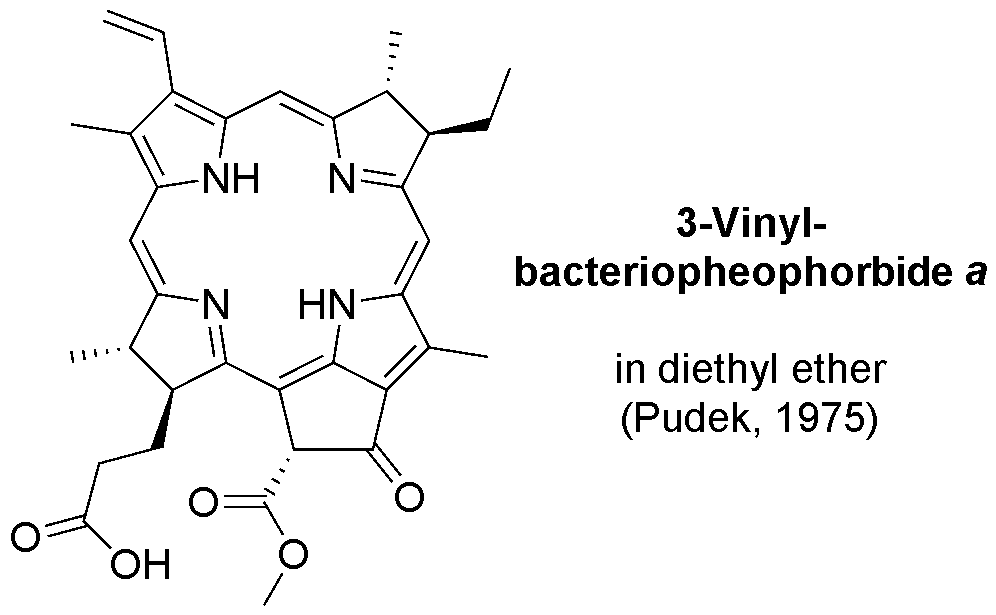 NH
N
3-Vinyl-
bacteriopheophorbide a
N
HN
in diethyl ether
(Pudek, 1975)
O
O
O
OH
O